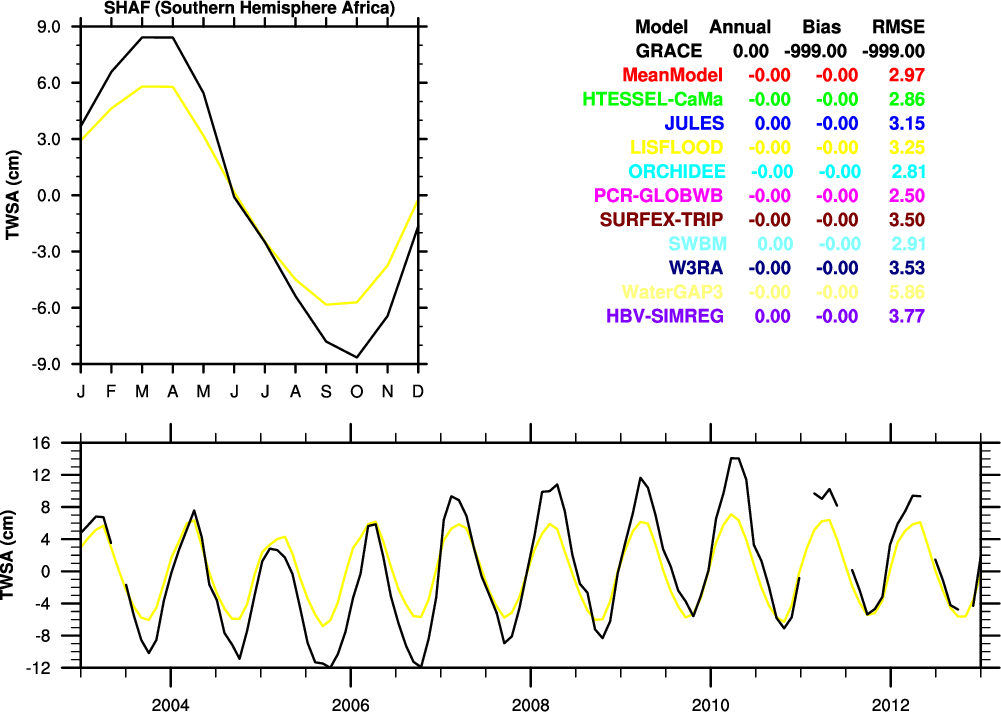 SHAF (Southern Hemisphere Africa)
9.0
6.0
3.0
0.0
-3.0
-6.0
-9.0
TWSA (cm)
J F M A M J J A S O N D
Model Annual Bias RMSE
GRACE 0.00 -999.00 -999.00
MeanModel -0.00 -0.00 2.97
HTESSEL-CaMa -0.00 -0.00 2.86
JULES 0.00 -0.00 3.15
LISFLOOD -0.00 -0.00 3.25
ORCHIDEE -0.00 -0.00 2.81
PCR-GLOBWB -0.00 -0.00 2.50
SURFEX-TRIP -0.00 -0.00 3.50
SWBM 0.00 -0.00 2.91
W3RA -0.00 -0.00 3.53
WaterGAP3 -0.00 -0.00 5.86
HBV-SIMREG 0.00 -0.00 3.77
16
12
8
4
0
-4
-8
-12
TWSA (cm)
2004 2006 2008 2010 2012